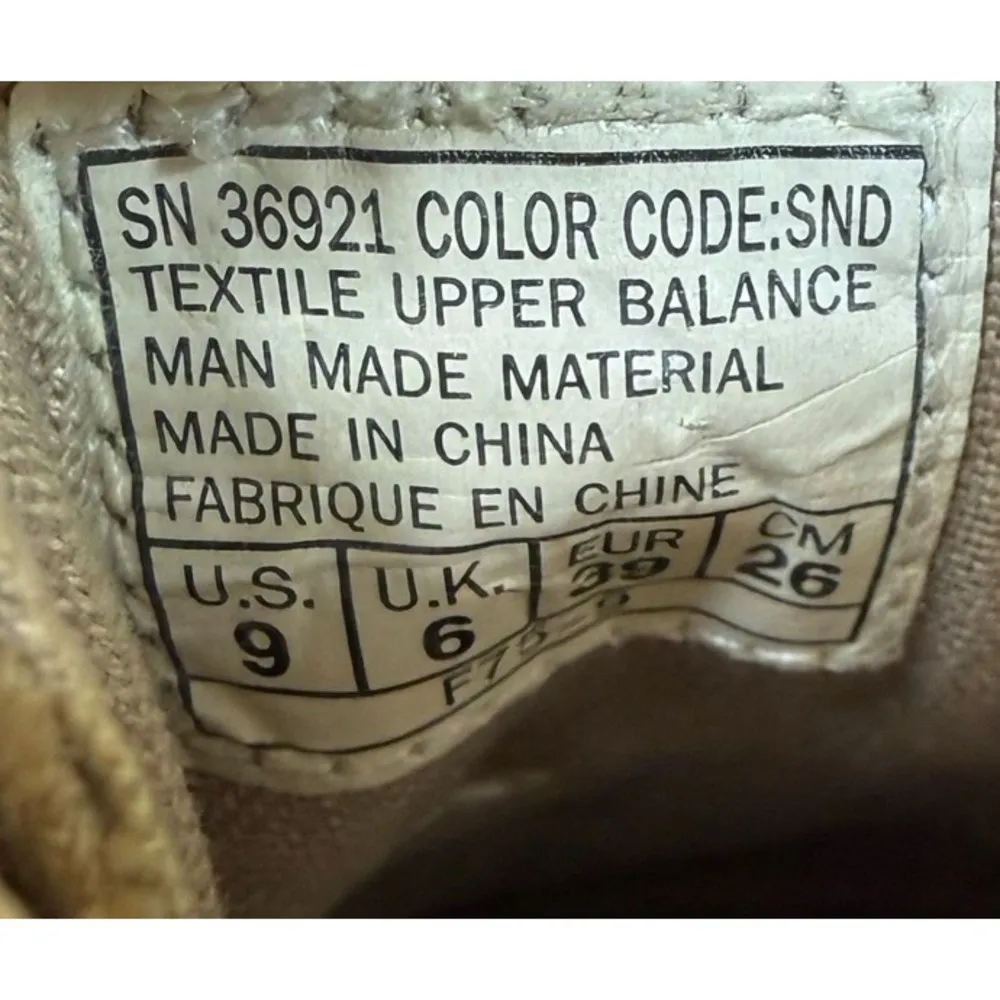 SN 36921 COLOR CODE:SND
TEXTILE UPPER BALANCE
MAN MADE MATERIAL
MADE IN CHINA
FABRIQUE EN CHINE
U.S. U.K. EUR CM
9 6 39 26